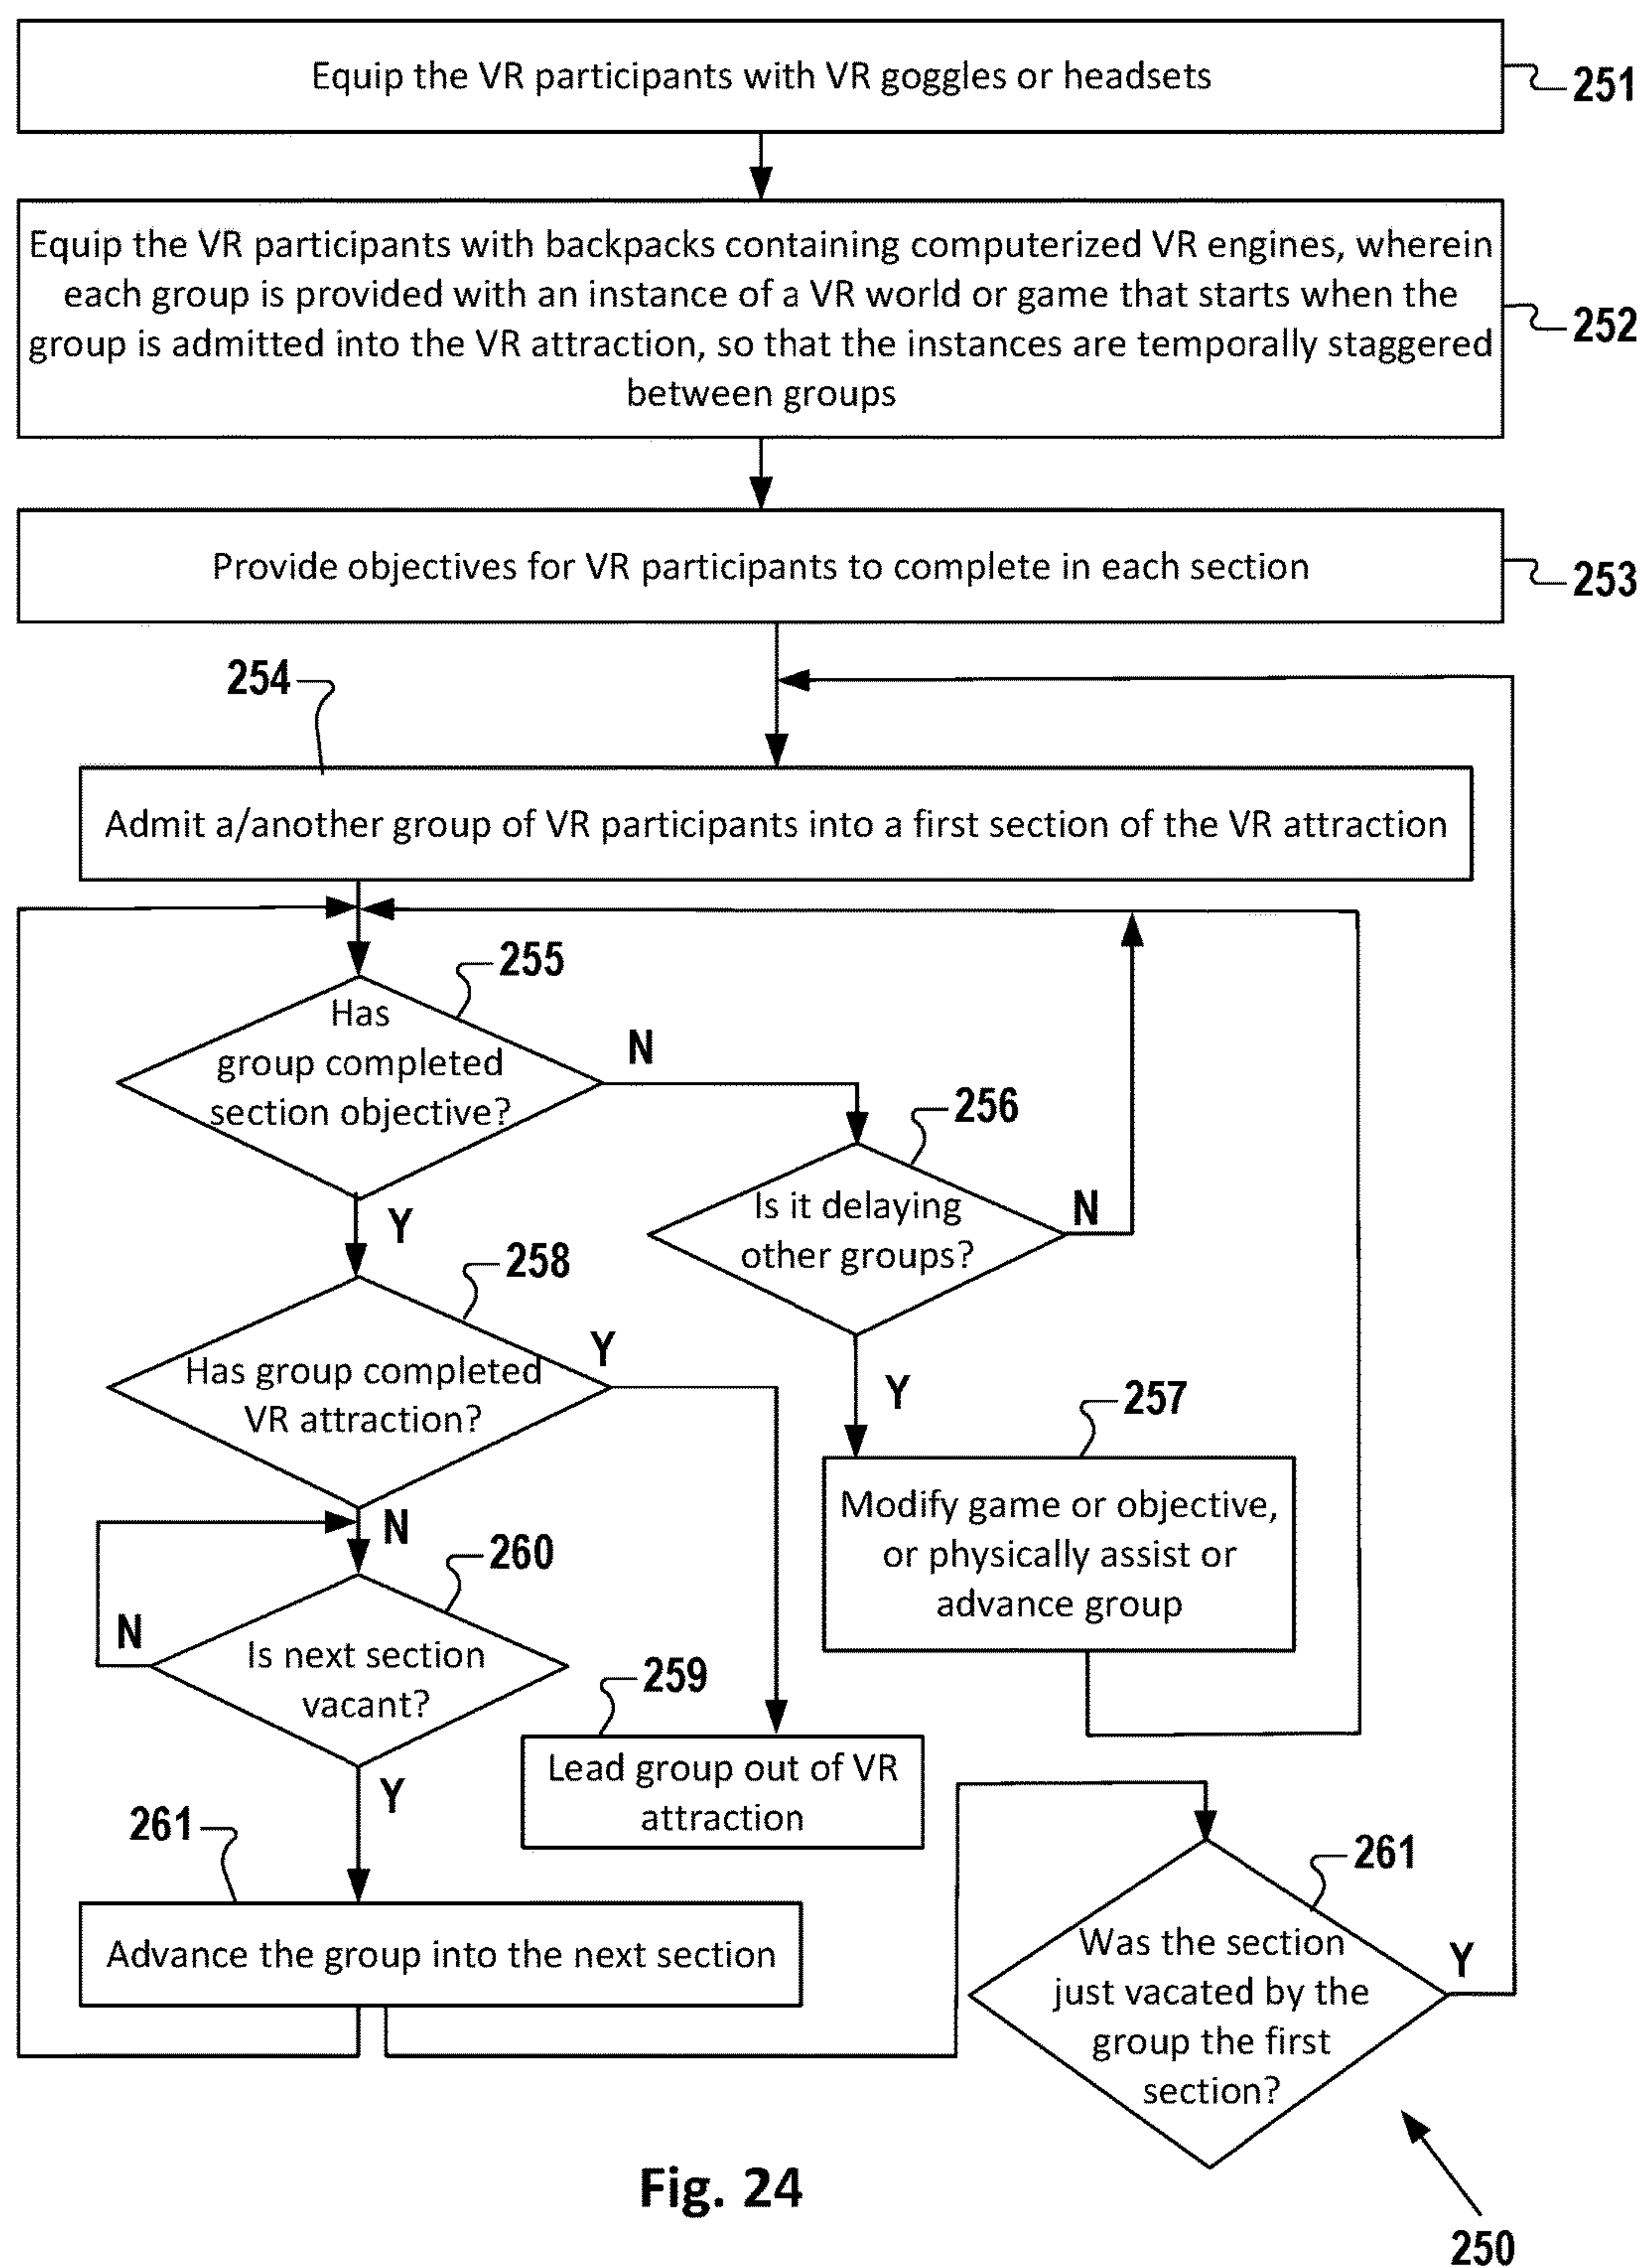 Equip the VR participants with VR goggles or headsets
251
Equip the VR participants with backpacks containing computerized VR engines, wherein
each group is provided with an instance of a VR world or game that starts when the
group is admitted into the VR attraction, so that the instances are temporally staggered
between groups
252
Provide objectives for VR participants to complete in each section
253
254
Admit a/another group of VR participants into a first section of the VR attraction
255
Has
group completed
section objective?
N
Y
256
Is it delaying
other groups?
N
Y
258
Has group completed
VR attraction?
Y
N
257
Modify game or objective,
or physically assist or
advance group
260
Is next section
vacant?
N
Y
259
Lead group out of VR
attraction
261
Advance the group into the next section
261
Was the section
just vacated by the
group the first
section?
Y
Fig. 24
250